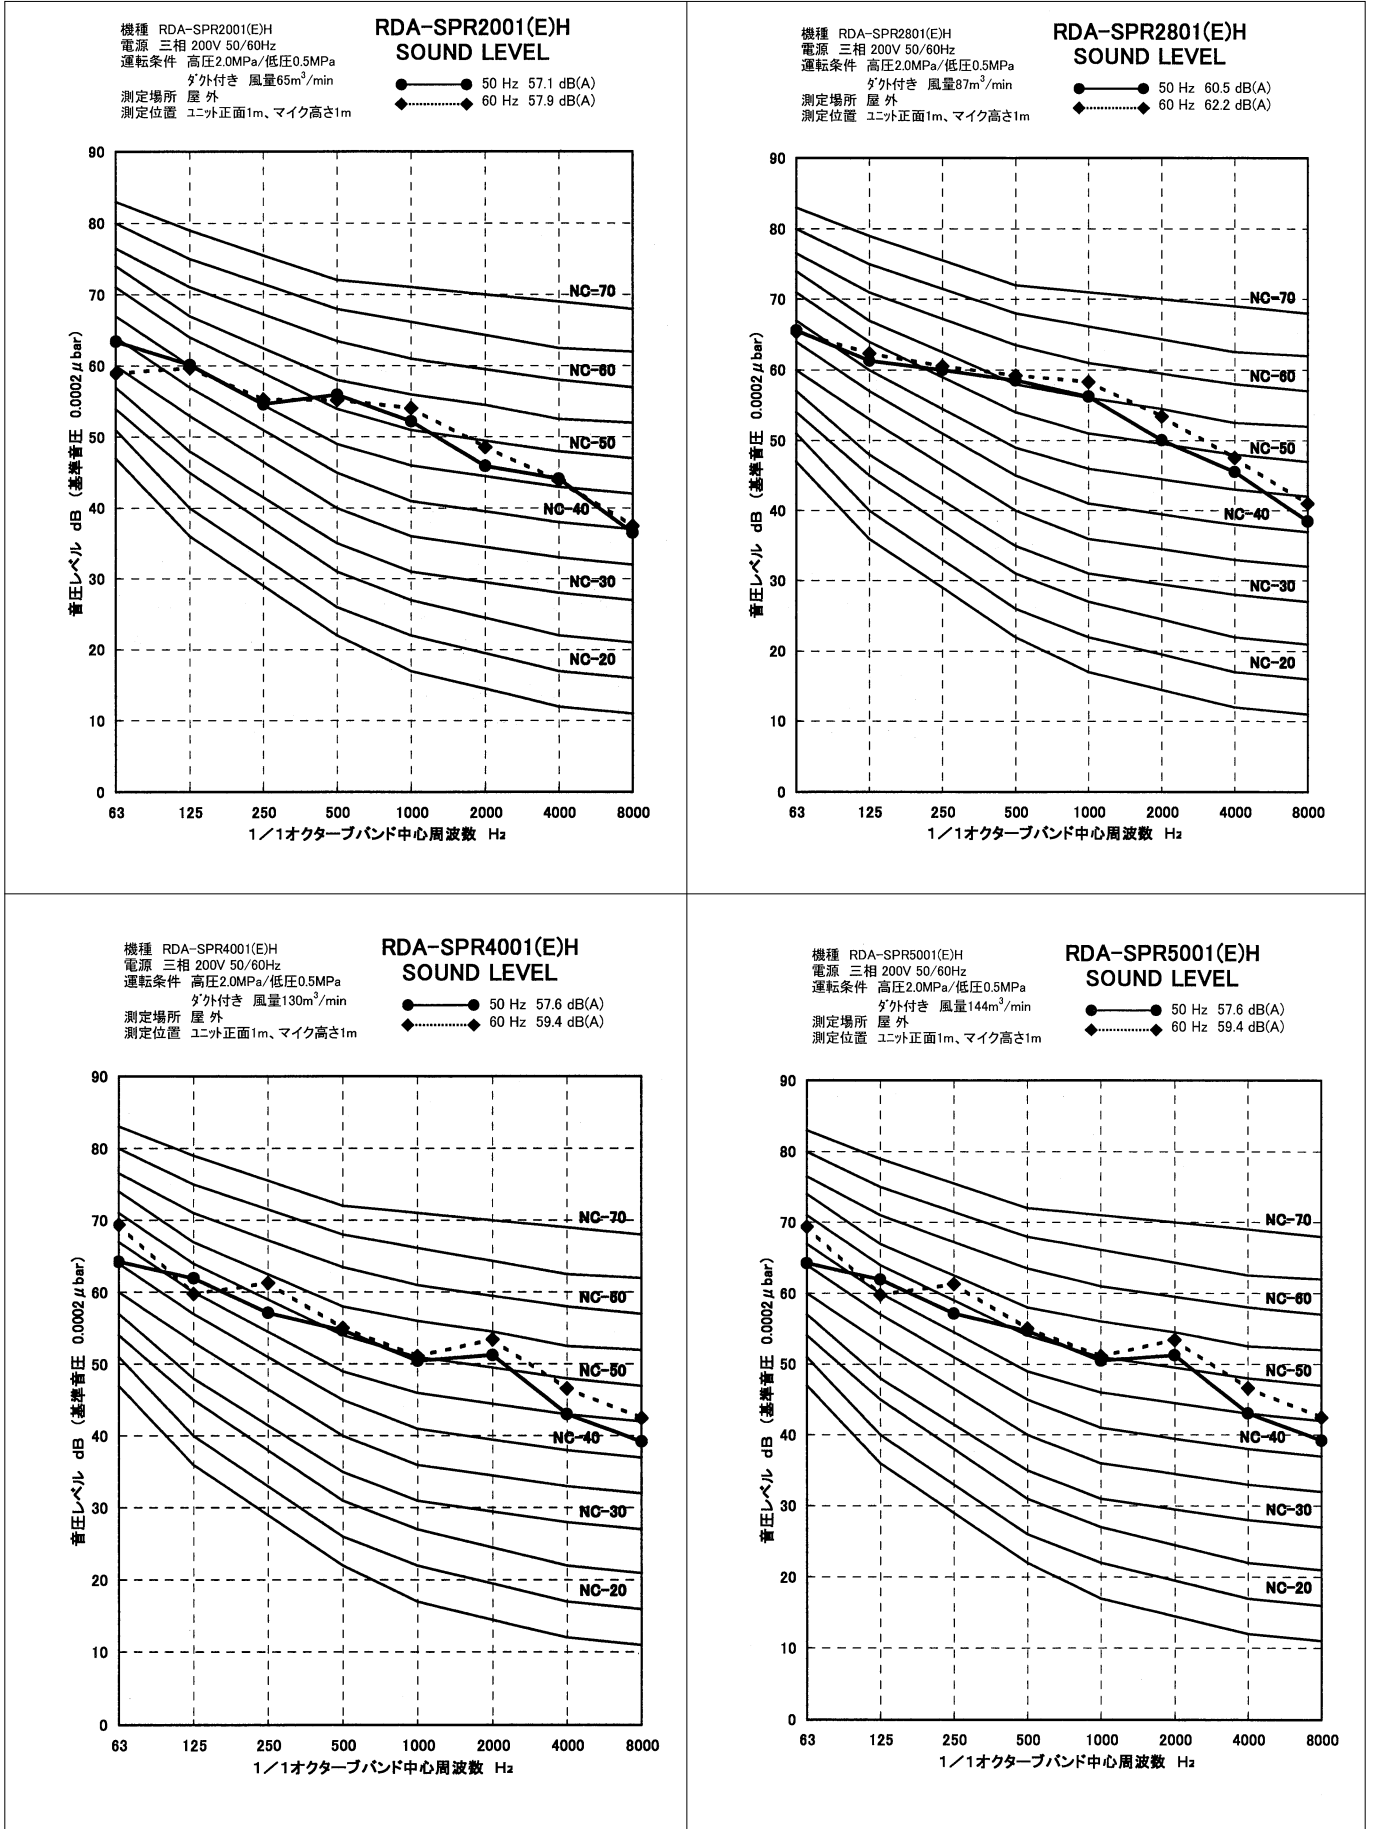 機種 RDA-SPR2001(E)H
電源 三相 200V 50/60Hz
運転条件 高圧2.0MPa/低圧0.5MPa
ﾀﾞｸﾄ付き 風量65m³/min
測定場所 屋 外
測定位置 ユニット正面1m、マイク高さ1m
RDA-SPR2001(E)H
SOUND LEVEL
50 Hz 57.1 dB(A)
60 Hz 57.9 dB(A)
音圧レベル dB (基準音圧 0.0002μbar)
90
80
70
60
50
40
30
20
10
0
NC-70
NC-60
NC-50
NC-40
NC-30
NC-20
63 125 250 500 1000 2000 4000 8000
1/1オクターブバンド中心周波数 Hz
機種 RDA-SPR2801(E)H
電源 三相 200V 50/60Hz
運転条件 高圧2.0MPa/低圧0.5MPa
ﾀﾞｸﾄ付き 風量87m³/min
測定場所 屋 外
測定位置 ユニット正面1m、マイク高さ1m
RDA-SPR2801(E)H
SOUND LEVEL
50 Hz 60.5 dB(A)
60 Hz 62.2 dB(A)
音圧レベル dB (基準音圧 0.0002μbar)
90
80
70
60
50
40
30
20
10
0
NC-70
NC-60
NC-50
NC-40
NC-30
NC-20
63 125 250 500 1000 2000 4000 8000
1/1オクターブバンド中心周波数 Hz
機種 RDA-SPR4001(E)H
電源 三相 200V 50/60Hz
運転条件 高圧2.0MPa/低圧0.5MPa
ﾀﾞｸﾄ付き 風量130m³/min
測定場所 屋 外
測定位置 ユニット正面1m、マイク高さ1m
RDA-SPR4001(E)H
SOUND LEVEL
50 Hz 57.6 dB(A)
60 Hz 59.4 dB(A)
音圧レベル dB (基準音圧 0.0002μbar)
90
80
70
60
50
40
30
20
10
0
NC-70
NC-60
NC-50
NC-40
NC-30
NC-20
63 125 250 500 1000 2000 4000 8000
1/1オクターブバンド中心周波数 Hz
機種 RDA-SPR5001(E)H
電源 三相 200V 50/60Hz
運転条件 高圧2.0MPa/低圧0.5MPa
ﾀﾞｸﾄ付き 風量144m³/min
測定場所 屋 外
測定位置 ユニット正面1m、マイク高さ1m
RDA-SPR5001(E)H
SOUND LEVEL
50 Hz 57.6 dB(A)
60 Hz 59.4 dB(A)
音圧レベル dB (基準音圧 0.0002μbar)
90
80
70
60
50
40
30
20
10
0
NC-70
NC-60
NC-50
NC-40
NC-30
NC-20
63 125 250 500 1000 2000 4000 8000
1/1オクターブバンド中心周波数 Hz